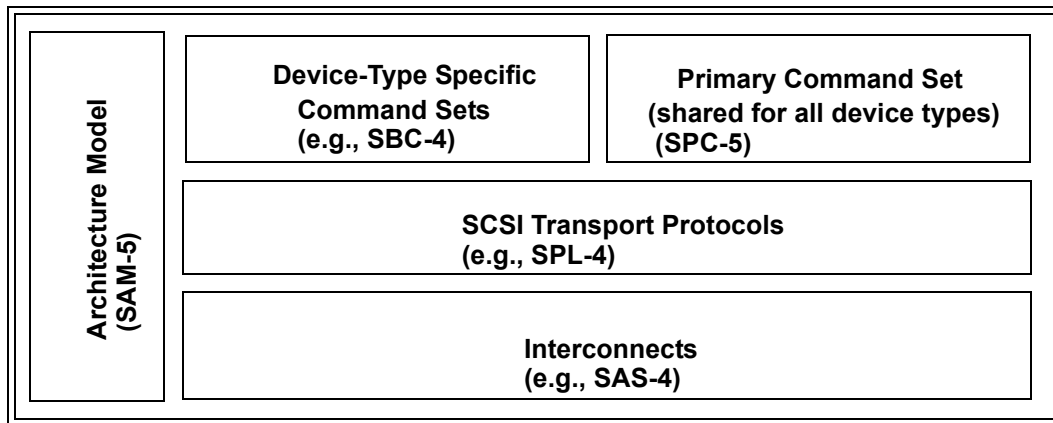 Architecture Model
(SAM-5)
Device-Type Specific
Command Sets
(e.g., SBC-4)
Primary Command Set
(shared for all device types)
(SPC-5)
SCSI Transport Protocols
(e.g., SPL-4)
Interconnects
(e.g., SAS-4)